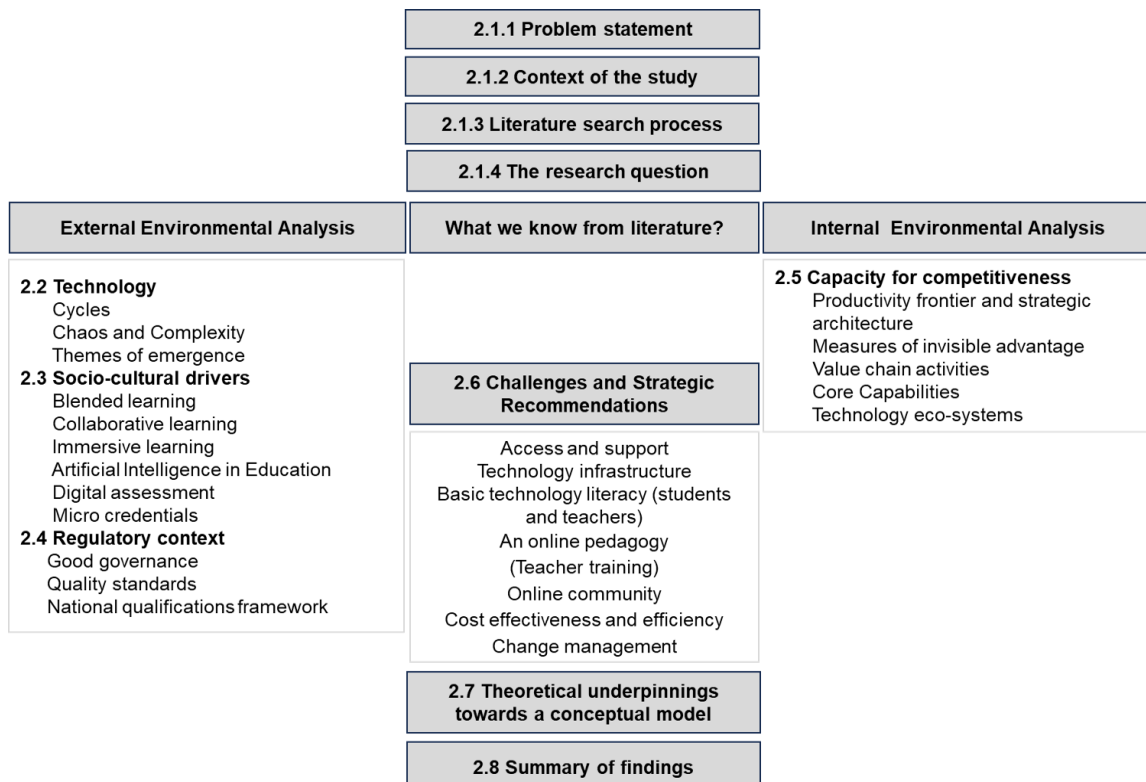 2.1.1 Problem statement
2.1.2 Context of the study
2.1.3 Literature search process
2.1.4 The research question
External Environmental Analysis
What we know from literature?
Internal Environmental Analysis
2.2 Technology
Cycles
Chaos and Complexity
Themes of emergence
2.3 Socio-cultural drivers
Blended learning
Collaborative learning
Immersive learning
Artificial Intelligence in Education
Digital assessment
Micro credentials
2.4 Regulatory context
Good governance
Quality standards
National qualifications framework
2.6 Challenges and Strategic
Recommendations
Access and support
Technology infrastructure
Basic technology literacy (students
and teachers)
An online pedagogy
(Teacher training)
Online community
Cost effectiveness and efficiency
Change management
2.5 Capacity for competitiveness
Productivity frontier and strategic
architecture
Measures of invisible advantage
Value chain activities
Core Capabilities
Technology eco-systems
2.7 Theoretical underpinnings
towards a conceptual model
2.8 Summary of findings